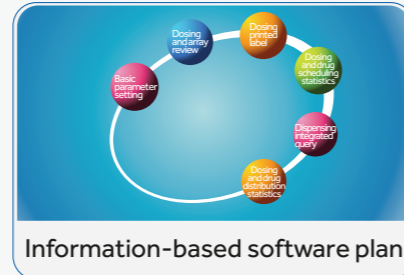 Basic
parameter
setting
Dosing
and array
review
Dosing
printed
label
Dosing
and drug
scheduling
statistics
Dispensing
integrated
query
Dosing
and drug
distribution
statistics
Information-based software plan